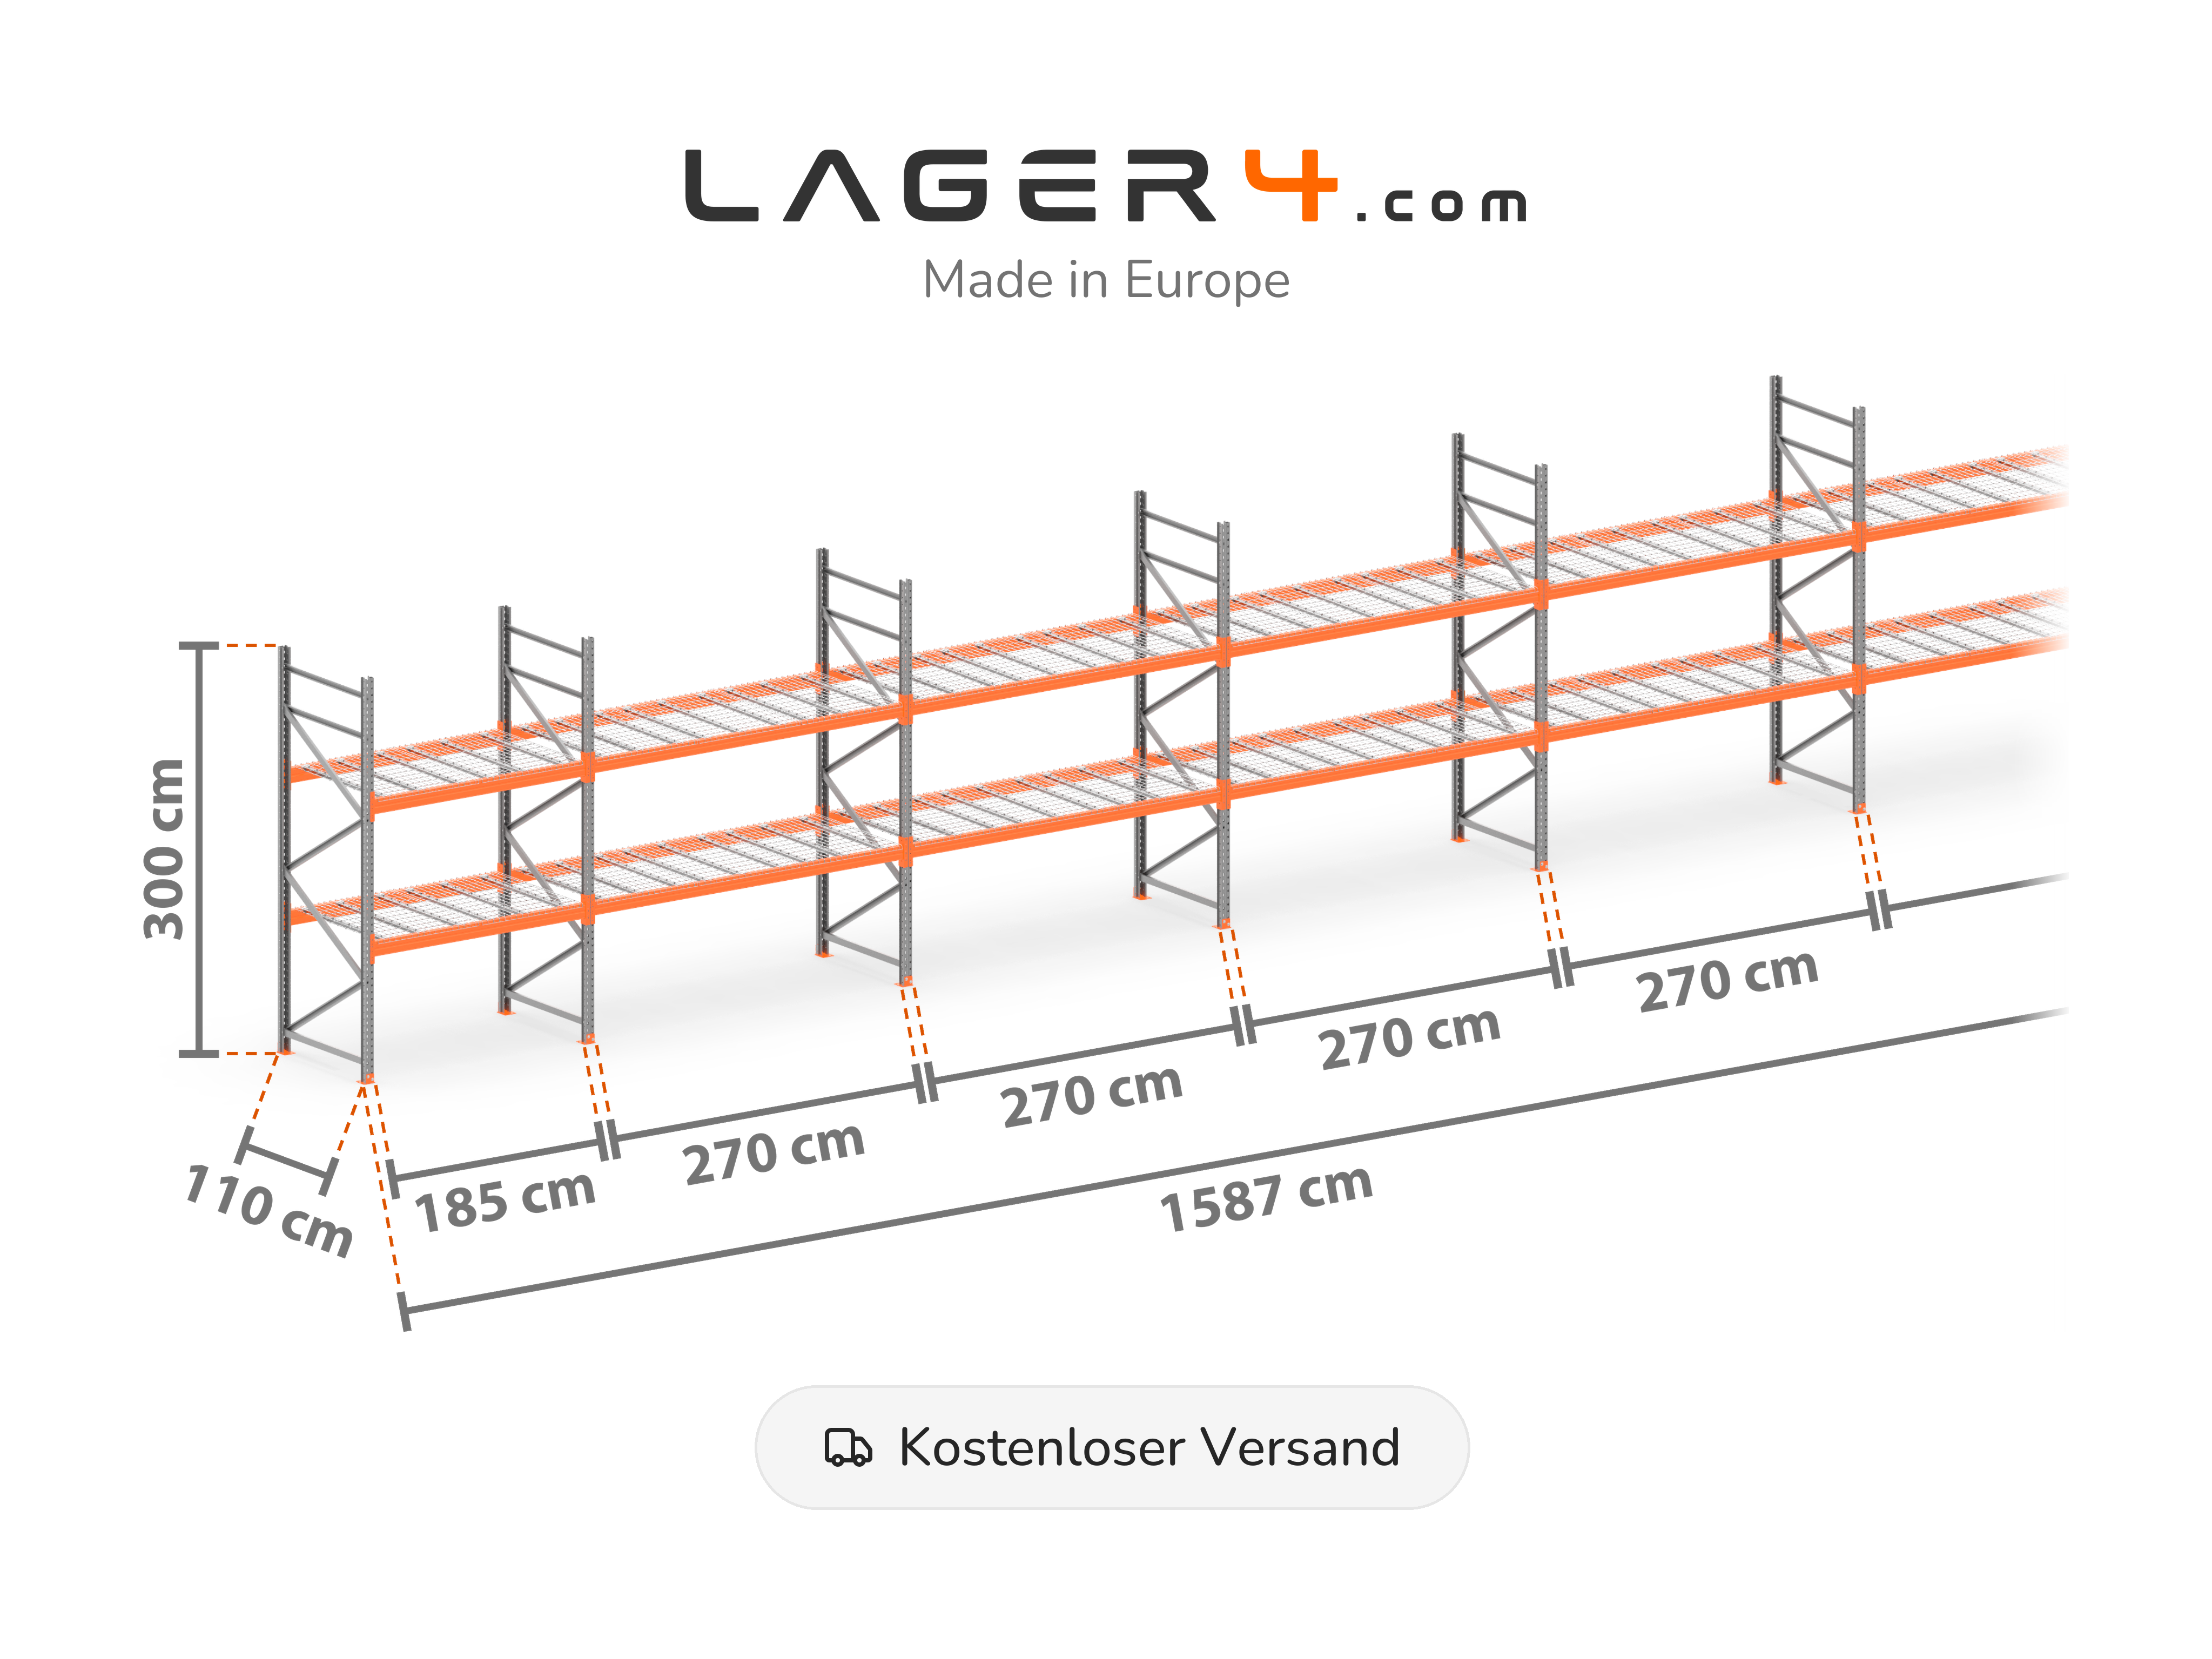 LAGER4.com
Made in Europe
300 cm
110 cm
185 cm
270 cm
270 cm
270 cm
270 cm
1587 cm
Kostenloser Versand